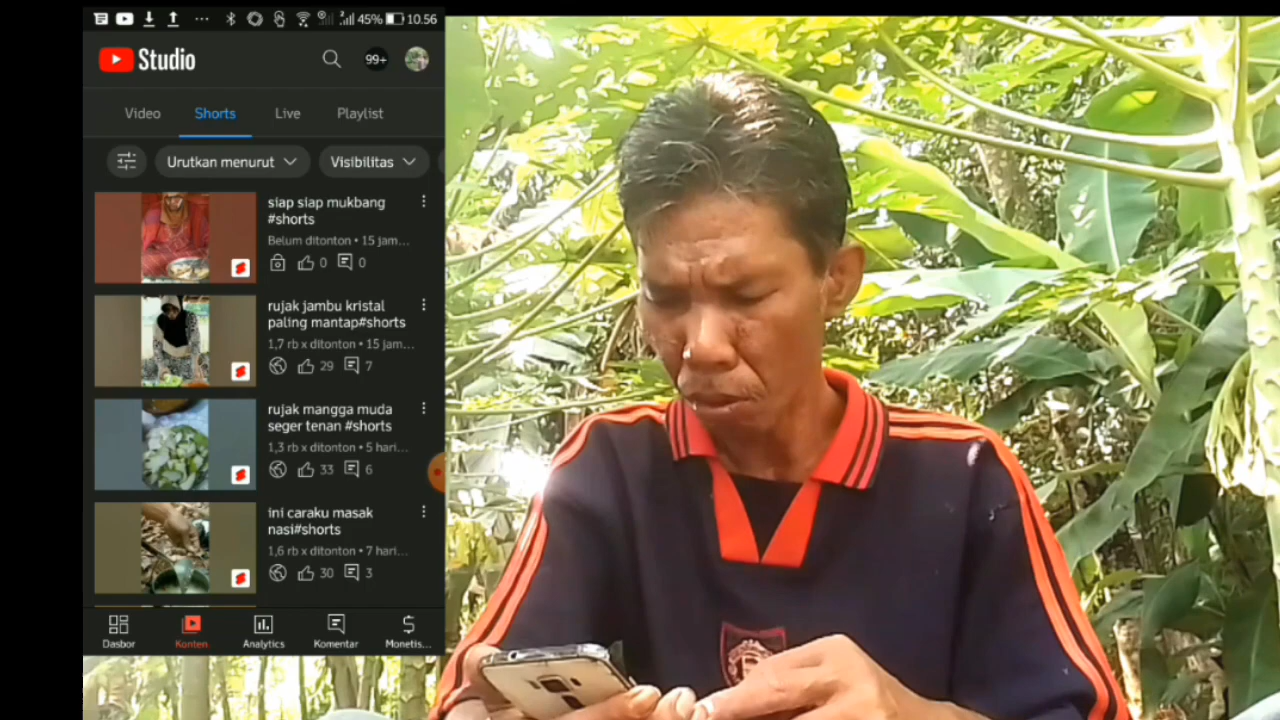 45% 10.56
Studio
99+
Video Shorts Live Playlist
Urutkan menurut Visibilitas
siap siap mukbang
#shorts
Belum ditonton • 15 jam...
0 0
rujak jambu kristal
paling mantap#shorts
1,7 rb x ditonton • 15 jam...
29 7
rujak mangga muda
seger tenan #shorts
1,3 rb x ditonton • 5 hari...
33 6
ini caraku masak
nasi#shorts
1,6 rb x ditonton • 7 hari...
30 3
Dasbor Konten Analytics Komentar Monetis...